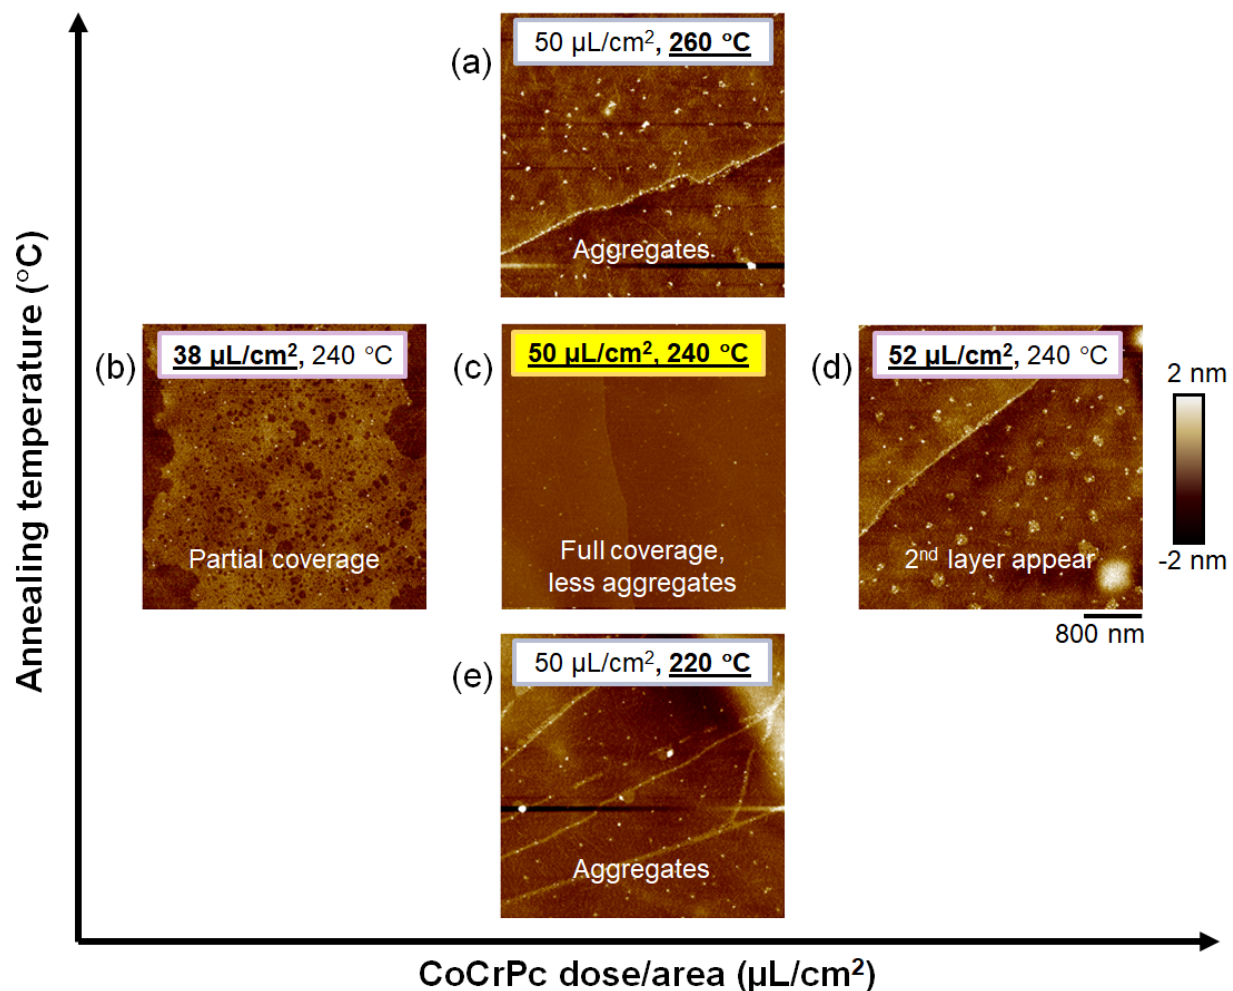 50 µL/cm², 260 °C
(a)
Aggregates
Annealing temperature (°C)
38 µL/cm², 240 °C
(b)
Partial coverage
50 µL/cm², 240 °C
(c)
Full coverage,
less aggregates
52 µL/cm², 240 °C
(d)
2nd layer appear
2 nm
-2 nm
800 nm
50 µL/cm², 220 °C
(e)
Aggregates
CoCrPc dose/area (µL/cm²)